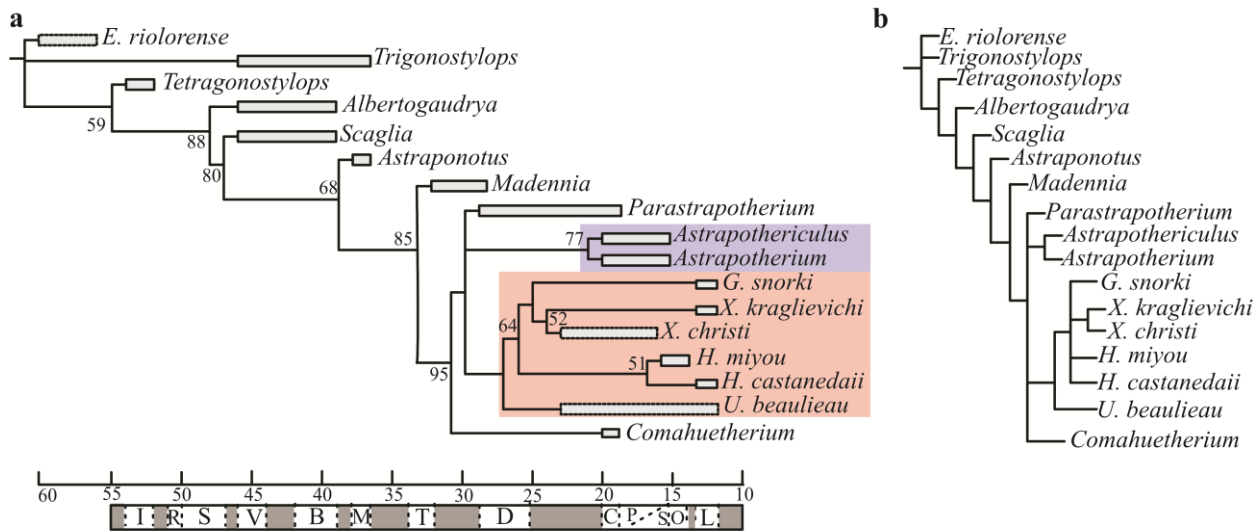 a
E. riolorense
Trigonostylops
Tetragonostylops
59
Albertogaudrya
88
Scaglia
80
Astraponotus
68
Madennia
85
Parastrapotherium
77
Astrapothericulus
Astrapotherium
G. snorki
64
X. kraglievichi
52
X. christi
H. miyou
51
H. castanedaii
95
U. beaulieau
Comahuetherium
60 55 50 45 40 35 30 25 20 15 10
I R S V B M T D C P S O L
b
E. riolorense
Trigonostylops
Tetragonostylops
Albertogaudrya
Scaglia
Astraponotus
Madennia
Parastrapotherium
Astrapothericulus
Astrapotherium
G. snorki
X. kraglievichi
X. christi
H. miyou
H. castanedaii
U. beaulieau
Comahuetherium